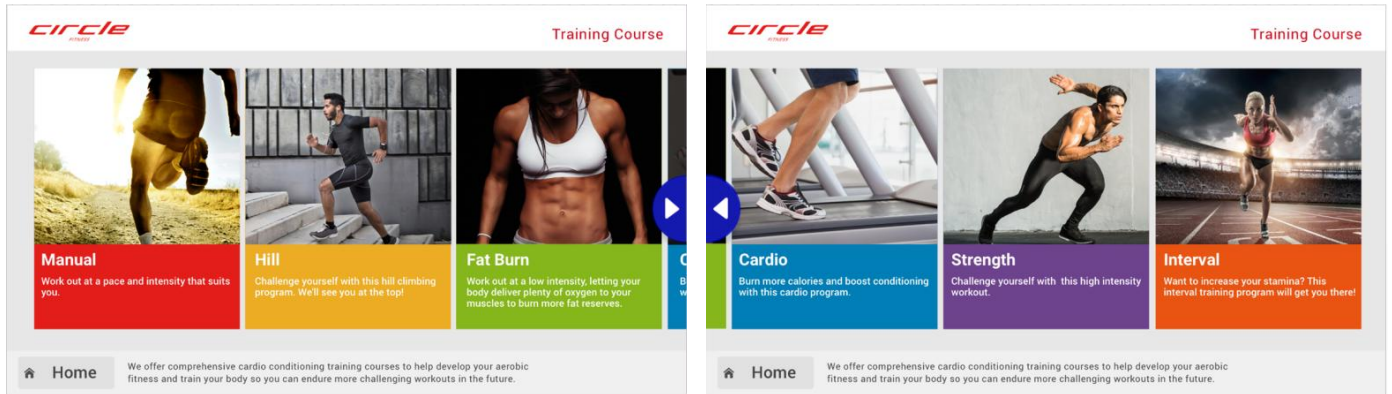 circle
FITNESS
Training Course
Manual
Work out at a pace and intensity that suits
you.
Hill
Challenge yourself with this hill climbing
program. We'll see you at the top!
Fat Burn
Work out at a low intensity, letting your
body deliver plenty of oxygen to your
muscles to burn more fat reserves.
C
B
w
Home
We offer comprehensive cardio conditioning training courses to help develop your aerobic
fitness and train your body so you can endure more challenging workouts in the future.
circle
FITNESS
Training Course
Cardio
Burn more calories and boost conditioning
with this cardio program.
Strength
Challenge yourself with this high intensity
workout.
Interval
Want to increase your stamina? This
interval training program will get you there!
Home
We offer comprehensive cardio conditioning training courses to help develop your aerobic
fitness and train your body so you can endure more challenging workouts in the future.